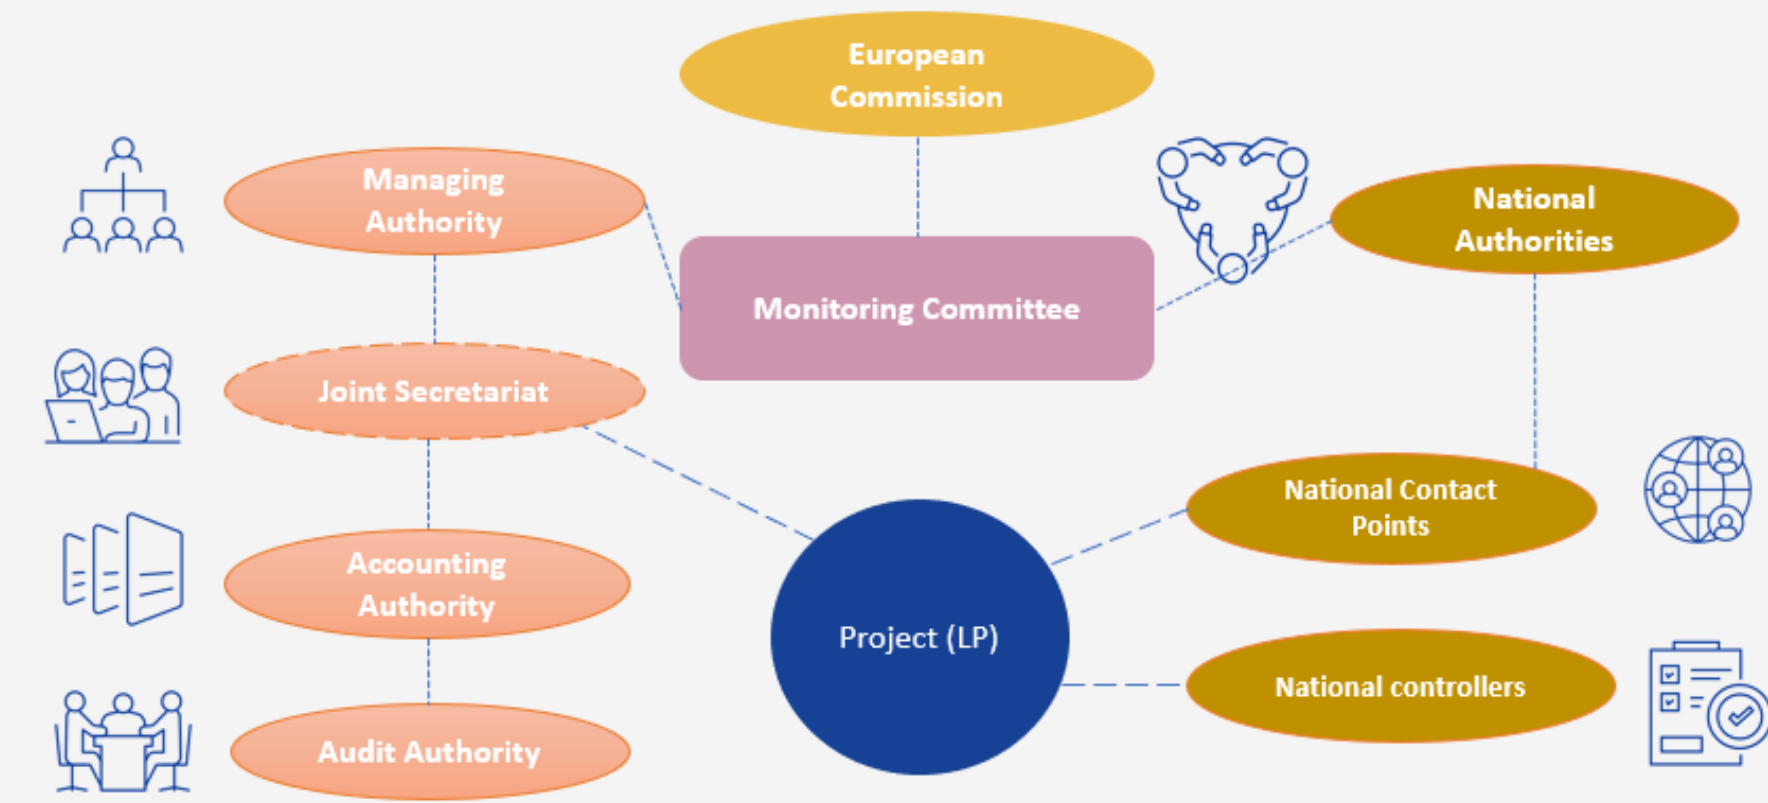 European
Commission
Managing
Authority
National
Authorities
Monitoring Committee
Joint Secretariat
National Contact
Points
Accounting
Authority
Project (LP)
National controllers
Audit Authority